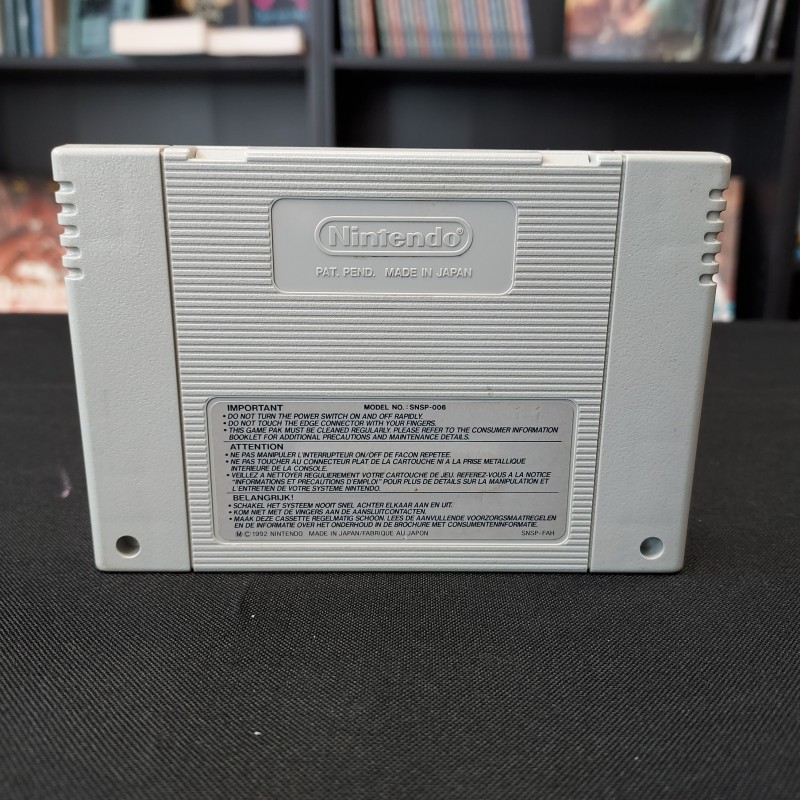 Nintendo®
PAT. PEND. MADE IN JAPAN
IMPORTANT MODEL NO. : SNSP-006
• DO NOT TURN THE POWER SWITCH ON AND OFF RAPIDLY.
• DO NOT TOUCH THE EDGE CONNECTOR WITH YOUR FINGERS.
• THIS GAME PAK MUST BE CLEANED REGULARLY. PLEASE REFER TO THE CONSUMER INFORMATION
BOOKLET FOR ADDITIONAL PRECAUTIONS AND MAINTENANCE DETAILS.
ATTENTION
• NE PAS MANIPULER L'INTERRUPTEUR ON/OFF DE FACON REPETEE.
• NE PAS TOUCHER AU CONNECTEUR PLAT DE LA CARTOUCHE NI A LA PRISE METALLIQUE
INTERIEURE DE LA CONSOLE.
• VEILLEZ A NETTOYER REGULIEREMENT VOTRE CARTOUCHE DE JEU. REFEREZ-VOUS A LA NOTICE
"INFORMATIONS ET PRECAUTIONS D'EMPLOI" POUR PLUS DE DETAILS SUR LA MANIPULATION ET
L'ENTRETIEN DE VOTRE SYSTEME NINTENDO.
BELANGRIJK!
• SCHAKEL HET SYSTEEM NOOIT SNEL ACHTER ELKAAR AAN EN UIT.
• KOM NIET MET DE VINGERS AAN DE AANSLUITCONTACTEN.
• MAAK DEZE CASSETTE REGELMATIG SCHOON. LEES DE AANVULLENDE VOORZORGSMAATREGELEN
EN DE INFORMATIE OVER HET ONDERHOUD IN DE BROCHURE MET CONSUMENTENINFORMATIE.
Ⓜ © 1992 NINTENDO MADE IN JAPAN/FABRIQUE AU JAPON SNSP-FAH